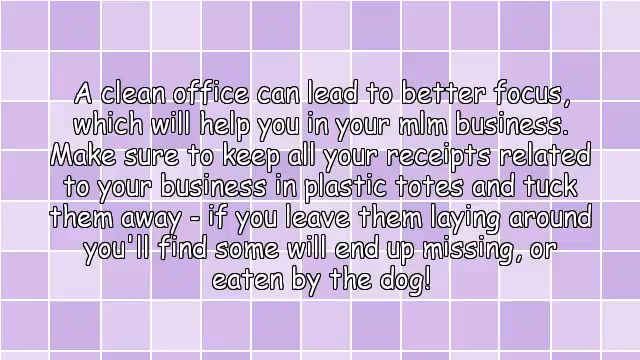 A clean office can lead to better focus,
which will help you in your mlm business.
Make sure to keep all your receipts related
to your business in plastic totes and tuck
them away - if you leave them laying around
you'll find some will end up missing, or
eaten by the dog!